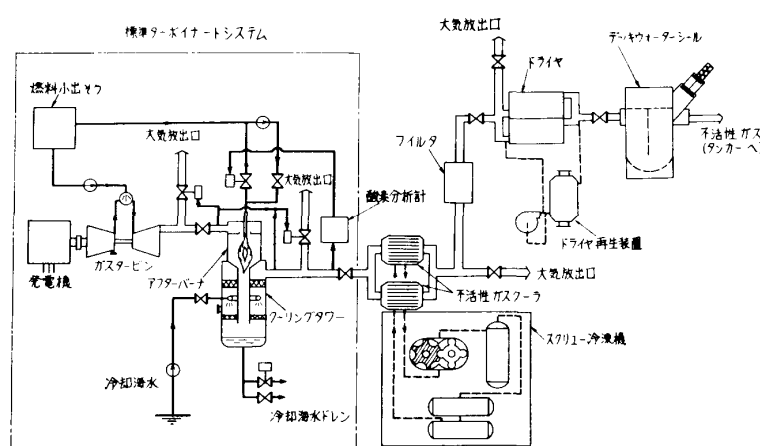 標準ターボイナートシステム
大気放出口
ドライヤ
デッキウォーターシール
燃料小出そう
大気放出口
フィルタ
不活性ガス
(タンカーへ)
大気放出口
酸素分析計
ドライヤ再生装置
ガスタービン
発電機
アフターバーナ
大気放出口
不活性ガスクーラ
クーリングタワー
スクリュー冷凍機
冷却海水
冷却海水ドレン